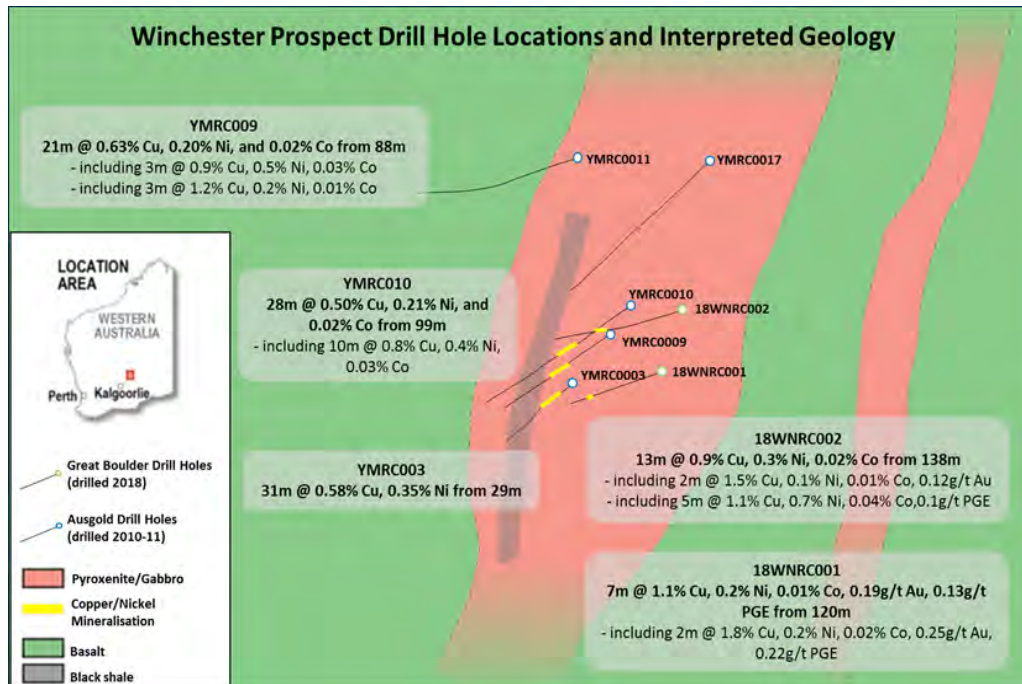 Winchester Prospect Drill Hole Locations and Interpreted Geology
YMRC009
21m @ 0.63% Cu, 0.20% Ni, and 0.02% Co from 88m
- including 3m @ 0.9% Cu, 0.5% Ni, 0.03% Co
- including 3m @ 1.2% Cu, 0.2% Ni, 0.01% Co
YMRC0011
YMRC0017
LOCATION
AREA
WESTERN
AUSTRALIA
Perth
Kalgoorlie
YMRC010
28m @ 0.50% Cu, 0.21% Ni, and
0.02% Co from 99m
- including 10m @ 0.8% Cu, 0.4% Ni,
0.03% Co
YMRC0010
18WNRC002
YMRC0009
YMRC0003
18WNRC001
YMRC003
31m @ 0.58% Cu, 0.35% Ni from 29m
18WNRC002
13m @ 0.9% Cu, 0.3% Ni, 0.02% Co from 138m
- including 2m @ 1.5% Cu, 0.1% Ni, 0.01% Co, 0.12g/t Au
- including 5m @ 1.1% Cu, 0.7% Ni, 0.04% Co,0.1g/t PGE
18WNRC001
7m @ 1.1% Cu, 0.2% Ni, 0.01% Co, 0.19g/t Au, 0.13g/t
PGE from 120m
- including 2m @ 1.8% Cu, 0.2% Ni, 0.02% Co, 0.25g/t Au,
0.22g/t PGE
Great Boulder Drill Holes
(drilled 2018)
Ausgold Drill Holes
(drilled 2010-11)
Pyroxenite/Gabbro
Copper/Nickel
Mineralisation
Basalt
Black shale